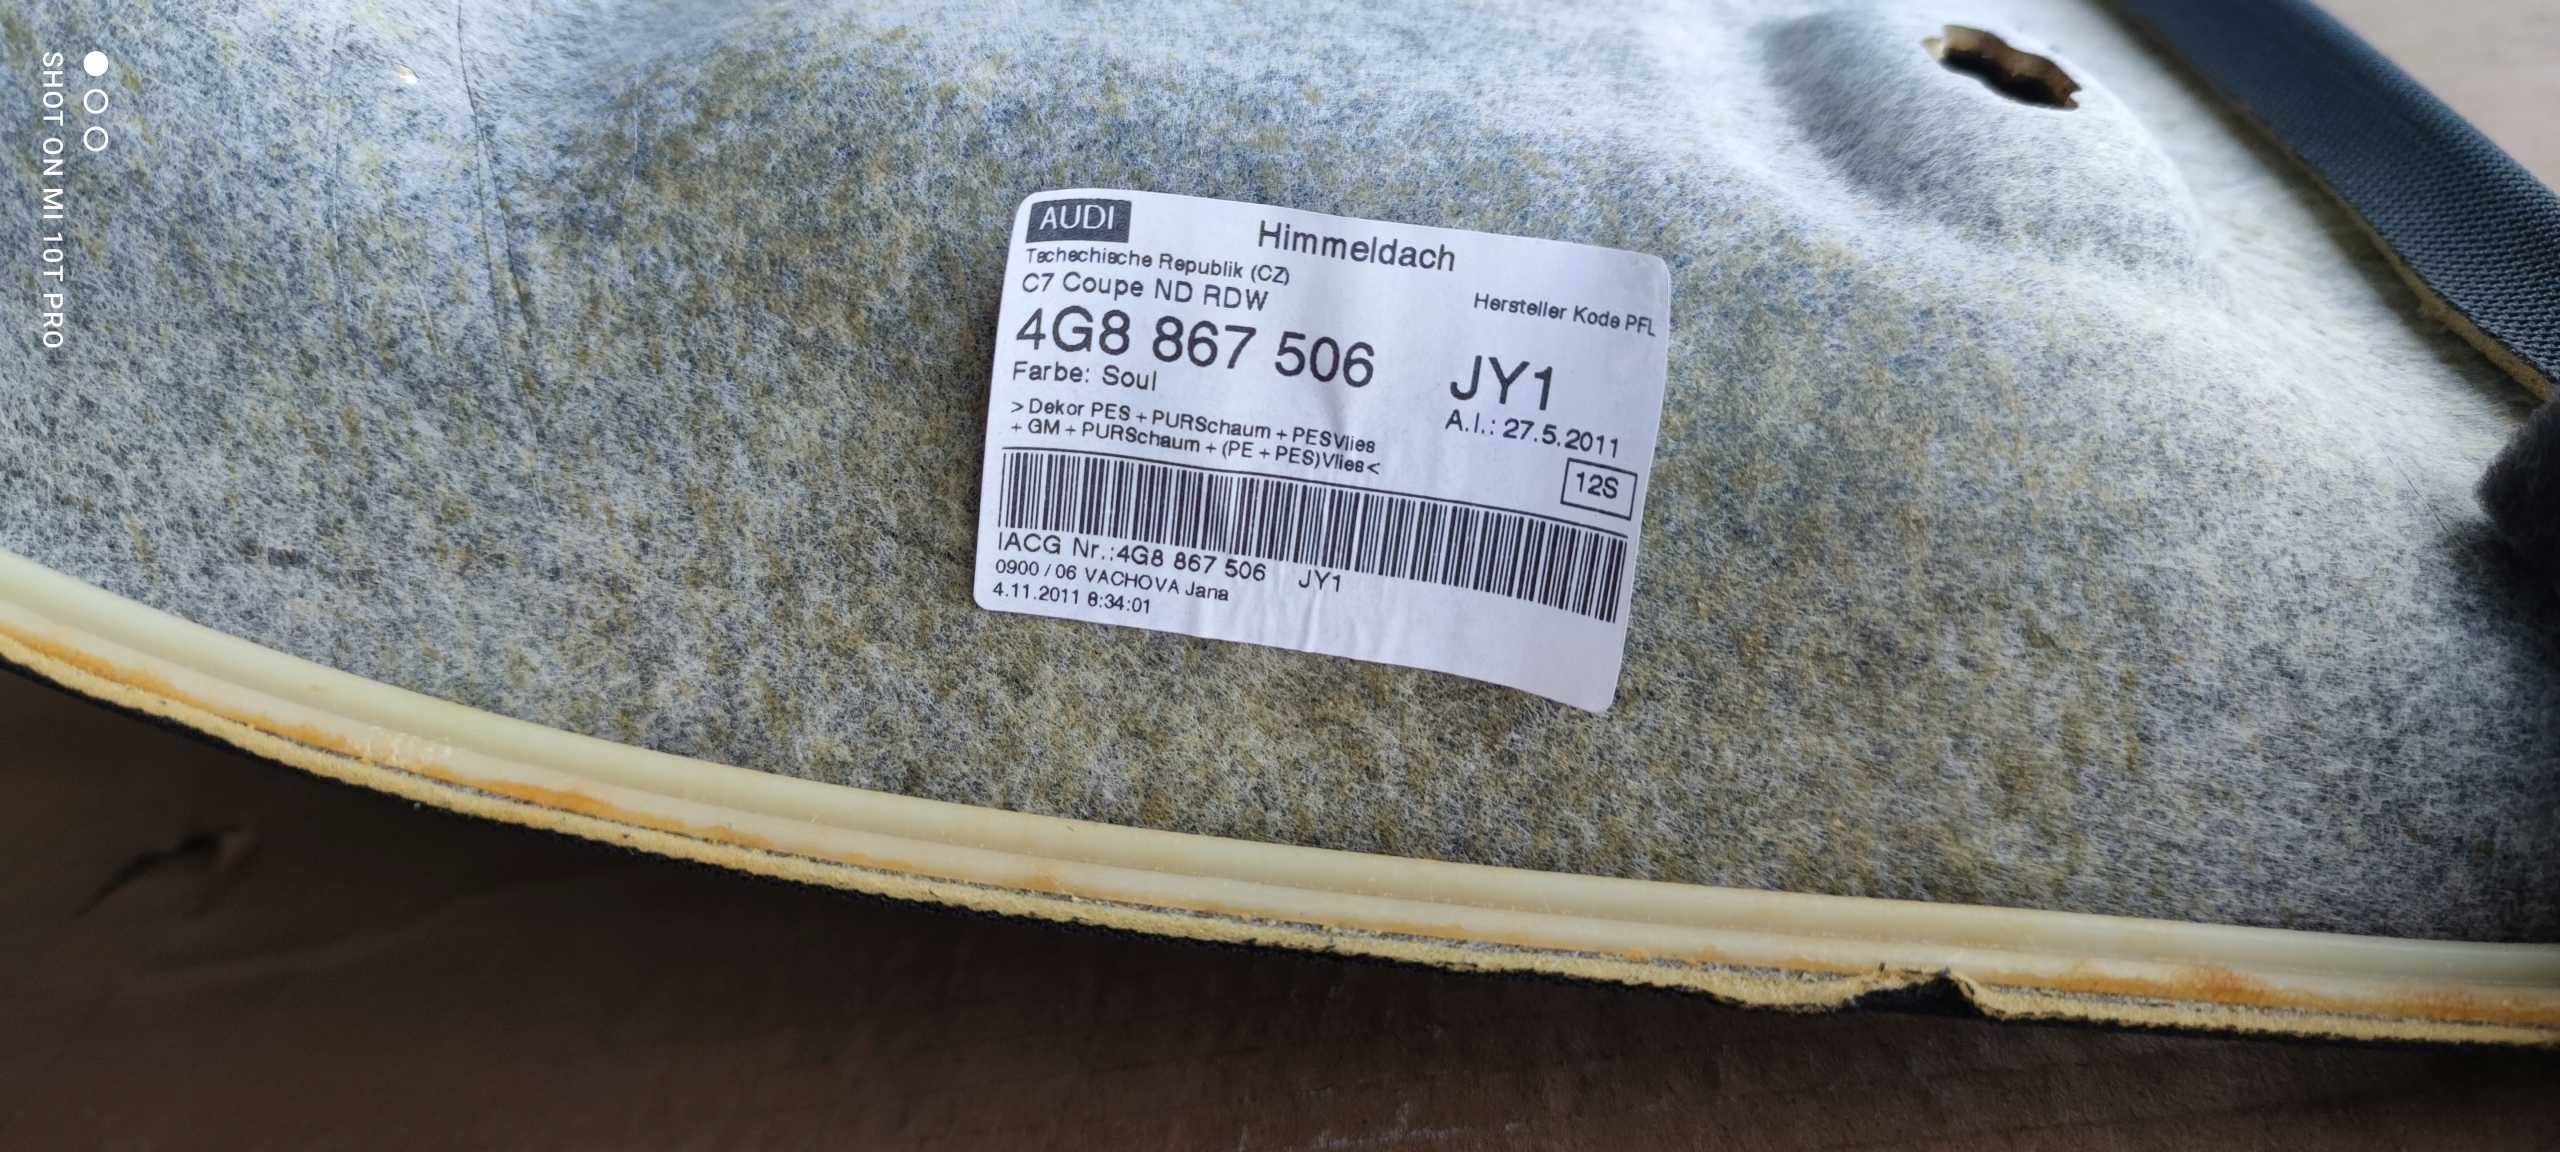 AUDI
Himmeldach
Tschechische Republik (CZ)
C7 Coupe ND RDW
Hersteller Kode PFL
4G8 867 506 JY1
Farbe: Soul
A.I.: 27.5.2011
> Dekor PES + PURSchaum + PESVlies
+ GM + PURSchaum + (PE + PES)Vlies<
12S
IACG Nr.:4G8 867 506 JY1
0900 / 06 VACHOVA Jana
4.11.2011 8:34:01
SHOT ON MI 10T PRO